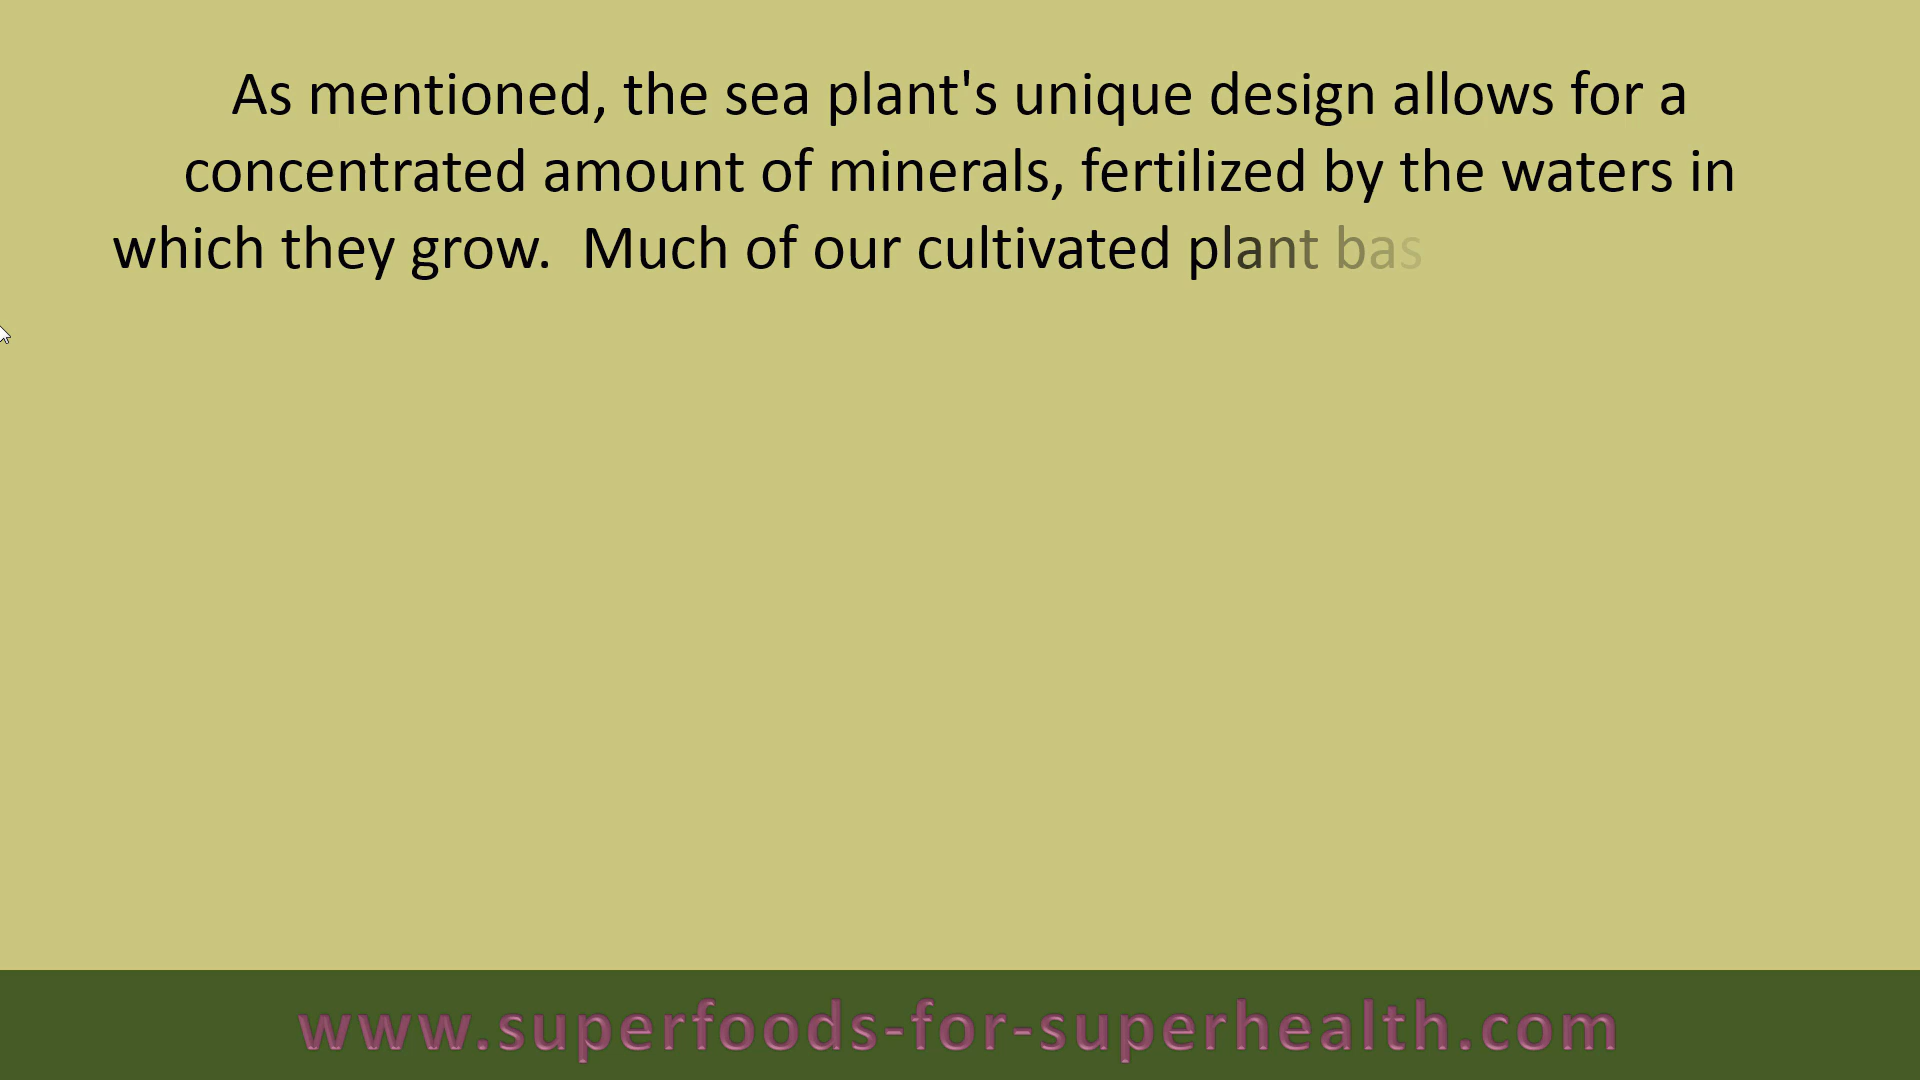 As mentioned, the sea plant's unique design allows for a
concentrated amount of minerals, fertilized by the waters in
which they grow.  Much of our cultivated plant bas
www.superfoods-for-superhealth.com